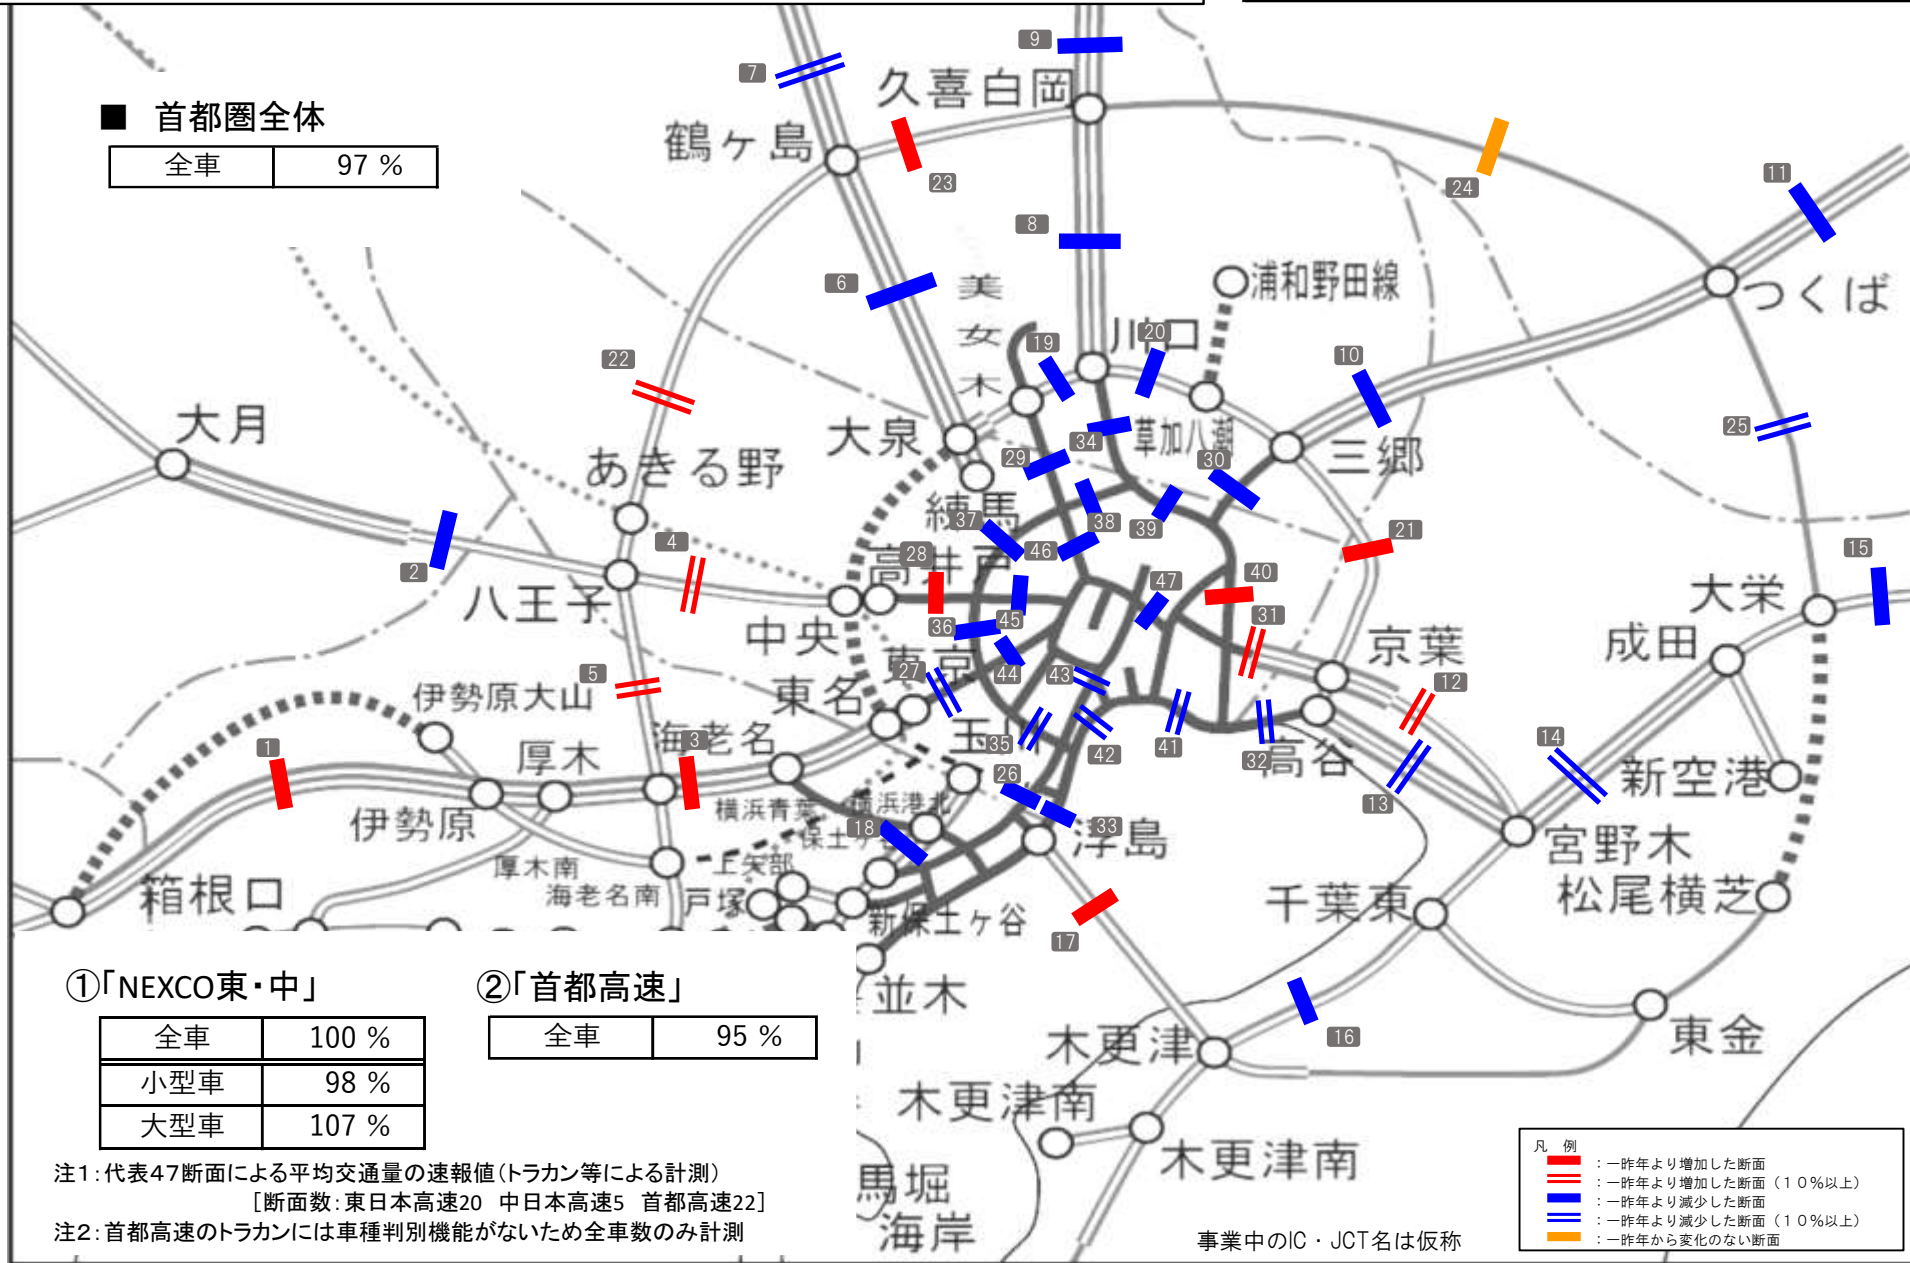 ■ 首都圏全体
全車 97 %
7
9
久喜白岡
鶴ヶ島
23
24
11
8
6
美女木
浦和野田線
つくば
川口
19
20
22
10
大月
大泉
34
草加八潮
25
あきる野
29
30
三郷
練馬
37
38
39
4
28
高井戸
46
21
2
47
40
15
八王子
大栄
中央
36
45
31
京葉
成田
東京
5
27
44
43
12
伊勢原大山
東名
海老名
3
玉川
35
42
41
32
14
1
厚木
高谷
新空港
26
13
伊勢原
横浜青葉
横浜港北
18
保土ヶ谷
33
浮島
宮野木
厚木南
上矢部
箱根口
海老名南
戸塚
千葉東
松尾横芝
新保土ヶ谷
17
①「NEXCO東・中」
②「首都高速」
並木
全車 100 %
小型車 98 %
大型車 107 %
全車 95 %
16
木更津
東金
木更津南
木更津南
馬堀
海岸
注1：代表47断面による平均交通量の速報値（トラカン等による計測）
［断面数：東日本高速20 中日本高速5 首都高速22］
注2：首都高速のトラカンには車種判別機能がないため全車数のみ計測
事業中のIC・JCT名は仮称
凡 例
：一昨年より増加した断面
：一昨年より増加した断面（１０％以上）
：一昨年より減少した断面
：一昨年より減少した断面（１０％以上）
：一昨年から変化のない断面